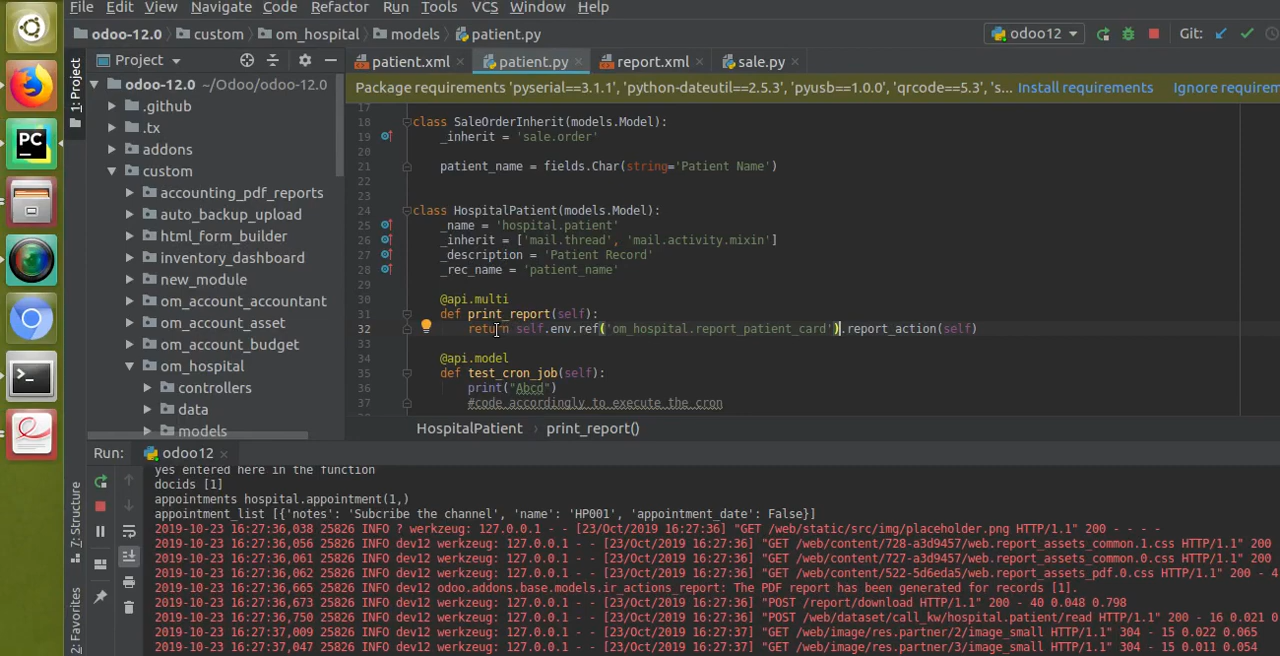 File Edit View Navigate Code Refactor Run Tools VCS Window Help
odoo-12.0 custom om_hospital models patient.py odoo12 Git:
1: Project
Project
patient.xml patient.py report.xml sale.py
odoo-12.0 ~/Odoo/odoo-12.0
.github
.tx
addons
custom
accounting_pdf_reports
auto_backup_upload
html_form_builder
inventory_dashboard
new_module
om_account_accountant
om_account_asset
om_account_budget
om_hospital
controllers
data
models
Package requirements 'pyserial==3.1.1', 'python-dateutil==2.5.3', 'pyusb==1.0.0', 'qrcode==5.3', 's... Install requirements Ignore requirem
17
18 class SaleOrderInherit(models.Model):
19 _inherit = 'sale.order'
20
21 patient_name = fields.Char(string='Patient Name')
22
23
24 class HospitalPatient(models.Model):
25 _name = 'hospital.patient'
26 _inherit = ['mail.thread', 'mail.activity.mixin']
27 _description = 'Patient Record'
28 _rec_name = 'patient_name'
29
30 @api.multi
31 def print_report(self):
32 return self.env.ref('om_hospital.report_patient_card').report_action(self)
33
34 @api.model
35 def test_cron_job(self):
36 print("Abcd")
37 #code accordingly to execute the cron
HospitalPatient › print_report()
PC
7: Structure
2: Favorites
Run: odoo12
yes entered here in the function
docids [1]
appointments hospital.appointment(1,)
appointment_list [{'notes': 'Subcribe the channel', 'name': 'HP001', 'appointment_date': False}]
2019-10-23 16:27:36,038 25826 INFO ? werkzeug: 127.0.0.1 - - [23/Oct/2019 16:27:36] "GET /web/static/src/img/placeholder.png HTTP/1.1" 200 - - - -
2019-10-23 16:27:36,056 25826 INFO dev12 werkzeug: 127.0.0.1 - - [23/Oct/2019 16:27:36] "GET /web/content/728-a3d9457/web.report_assets_common.1.css HTTP/1.1" 200
2019-10-23 16:27:36,061 25826 INFO dev12 werkzeug: 127.0.0.1 - - [23/Oct/2019 16:27:36] "GET /web/content/727-a3d9457/web.report_assets_common.0.css HTTP/1.1" 200
2019-10-23 16:27:36,062 25826 INFO dev12 werkzeug: 127.0.0.1 - - [23/Oct/2019 16:27:36] "GET /web/content/522-5d6eda5/web.report_assets_pdf.0.css HTTP/1.1" 200 - 4
2019-10-23 16:27:36,665 25826 INFO dev12 odoo.addons.base.models.ir_actions_report: The PDF report has been generated for records [1].
2019-10-23 16:27:36,673 25826 INFO dev12 werkzeug: 127.0.0.1 - - [23/Oct/2019 16:27:36] "POST /report/download HTTP/1.1" 200 - 40 0.048 0.798
2019-10-23 16:27:36,750 25826 INFO dev12 werkzeug: 127.0.0.1 - - [23/Oct/2019 16:27:36] "POST /web/dataset/call_kw/hospital.patient/read HTTP/1.1" 200 - 16 0.021 0
2019-10-23 16:27:37,009 25826 INFO dev12 werkzeug: 127.0.0.1 - - [23/Oct/2019 16:27:37] "GET /web/image/res.partner/2/image_small HTTP/1.1" 304 - 15 0.022 0.065
2019-10-23 16:27:37,047 25826 INFO dev12 werkzeug: 127.0.0.1 - - [23/Oct/2019 16:27:37] "GET /web/image/res.partner/3/image_small HTTP/1.1" 304 - 15 0.011 0.054